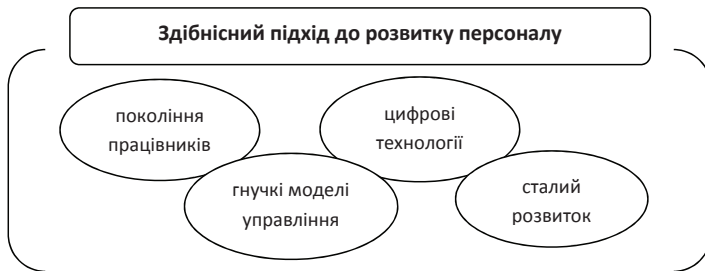 Здібнісний підхід до розвитку персоналу
покоління
працівників
цифрові
технології
гнучкі моделі
управління
сталий
розвиток